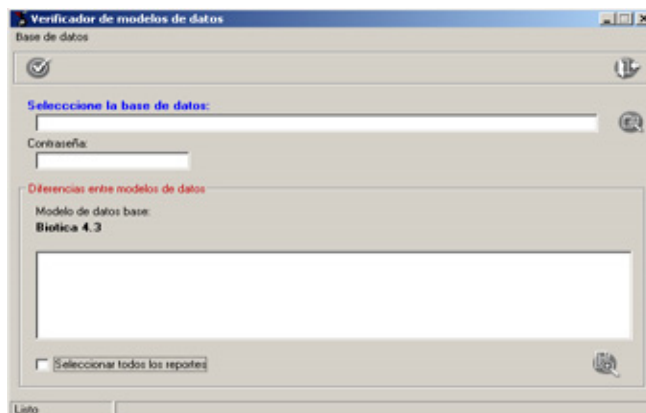 Verificador de modelos de datos
Base de datos
Selecccione la base de datos:
Contraseña:
Diferencias entre modelos de datos
Modelo de datos base:
Biotica 4.3
Seleccionar todos los reportes
Listo